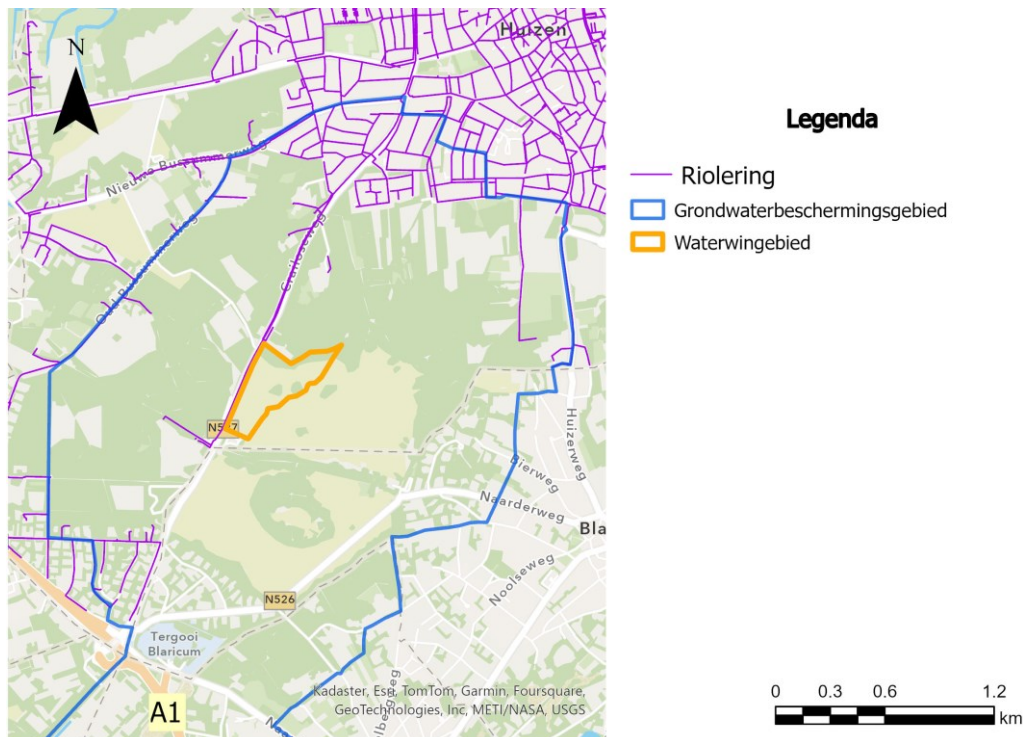 Huizen
N
Nieuwe Bussummerweg
Oud Bussummerweg
Crailoseweg
N527
Huizerweg
Bierweg
Naarderweg
Bla
Noolseweg
N526
Tergooi
Blaricum
A1
Kadaster, Esri, TomTom, Garmin, Foursquare,
GeoTechnologies, Inc, METI/NASA, USGS
Legenda
Riolering
Grondwaterbeschermingsgebied
Waterwingebied
0 0.3 0.6 1.2
km